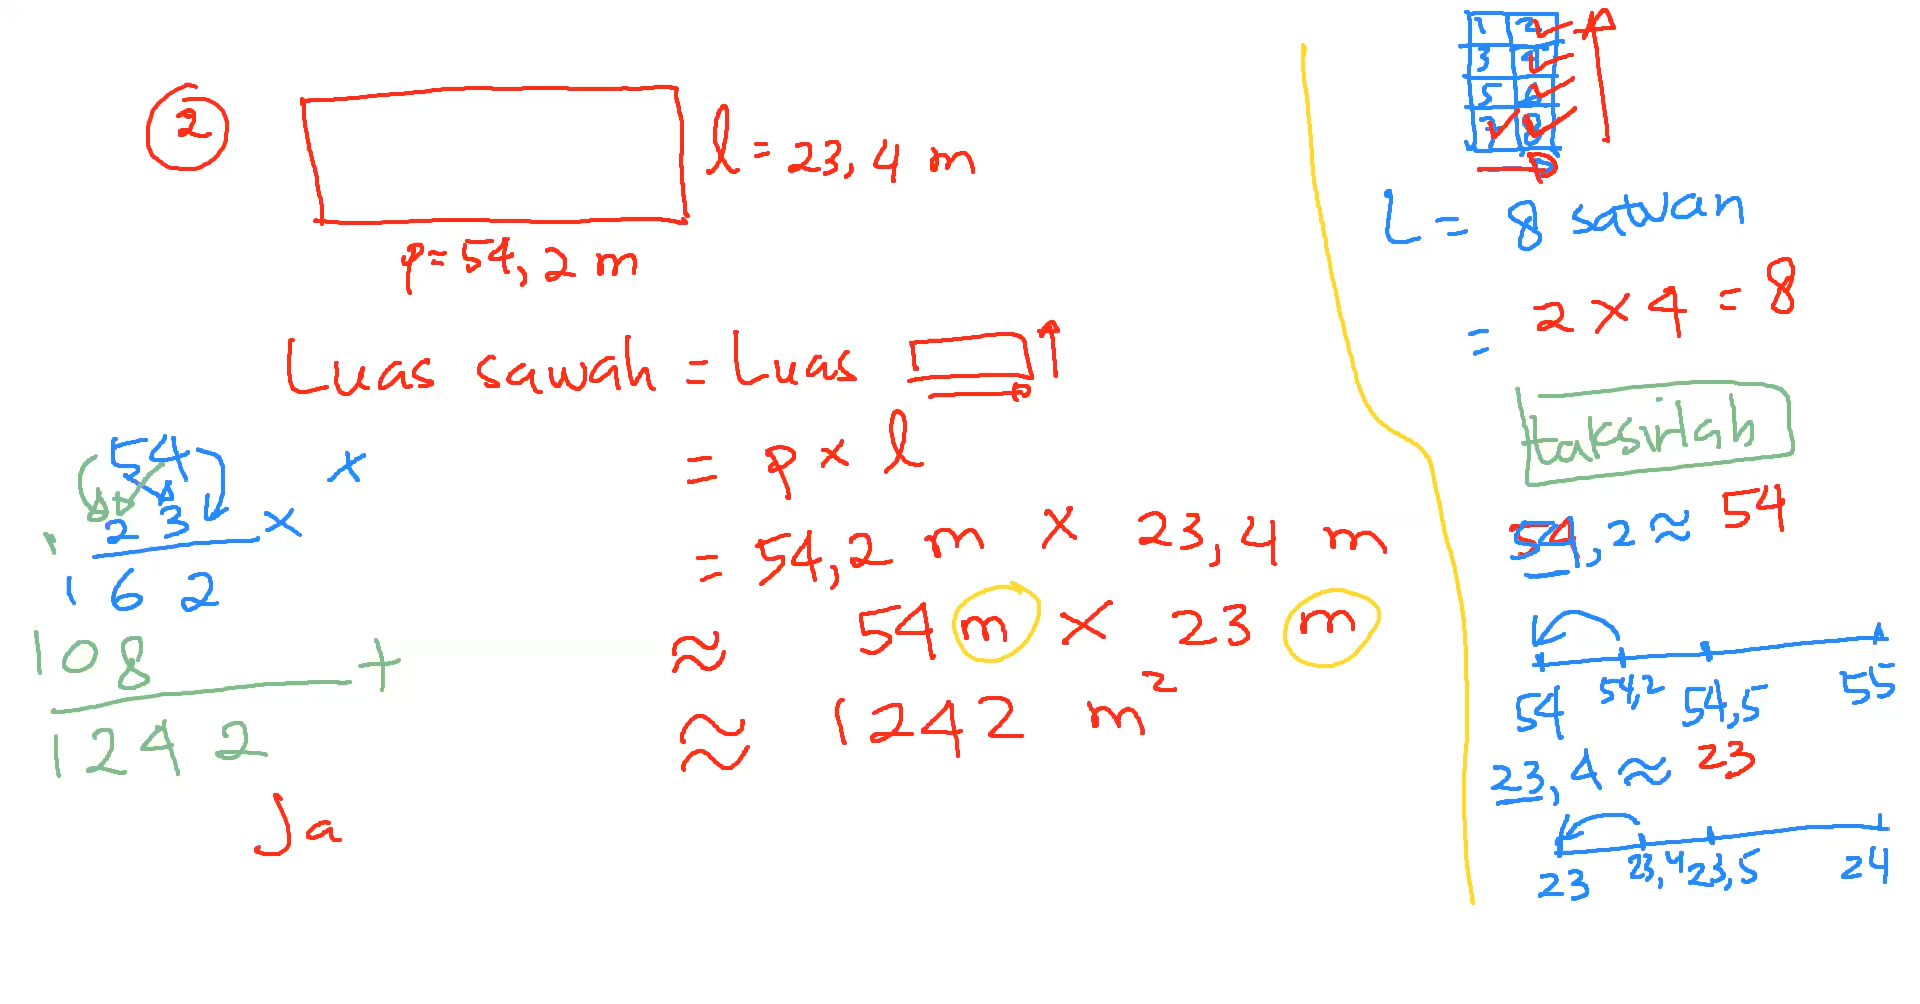 2
l = 23,4 m
p = 54,2 m
Luas sawah = Luas
= p × l
= 54,2 m × 23,4 m
≈ 54 m × 23 m
≈ 1242 m²
54 ×
23 ×
162
108 +
1242
Ja
1 2
3 4
5 6
7 8
L = 8 satuan
= 2 × 4 = 8
taksirlah
54,2 ≈ 54
54 54,2 54,5 55
23,4 ≈ 23
23 23,4 23,5 24